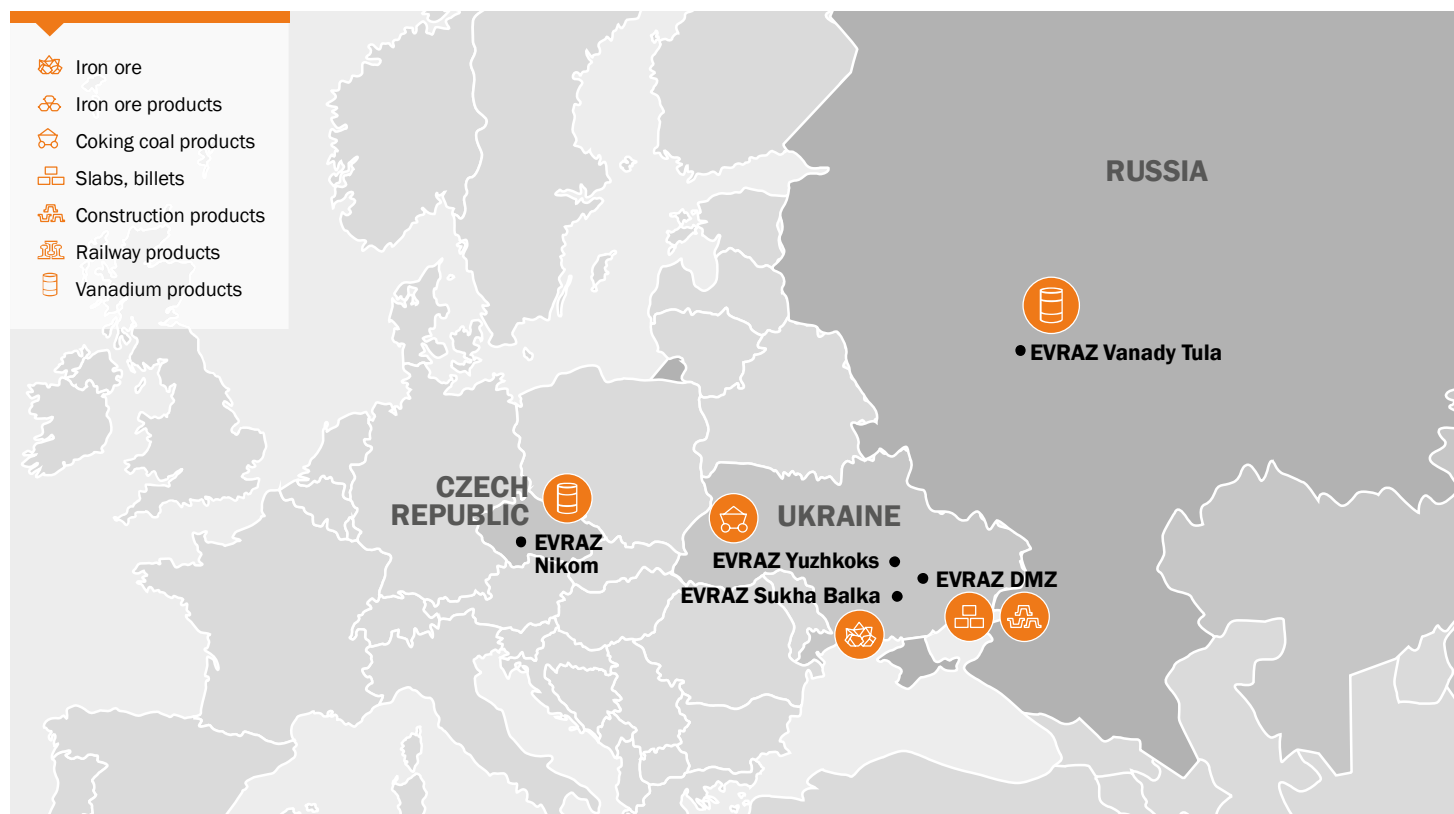 Iron ore
Iron ore products
Coking coal products
Slabs, billets
Construction products
Railway products
Vanadium products
RUSSIA
EVRAZ Vanady Tula
CZECH
REPUBLIC
EVRAZ
Nikom
UKRAINE
EVRAZ Yuzhkoks
EVRAZ DMZ
EVRAZ Sukha Balka